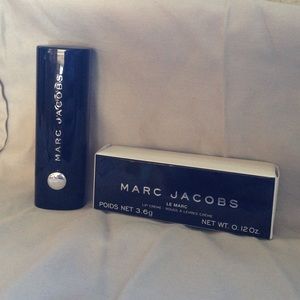 MARC JACOBS
MARC JACOBS
LE MARC
LIP CRÈME · ROUGE À LÈVRES CRÈME
POIDS NET 3.6g
NET WT. 0.12 Oz.